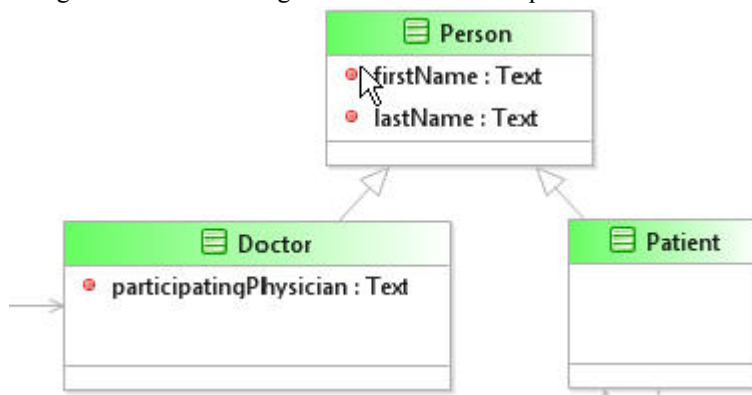 Person
firstName : Text
lastName : Text
Doctor
Patient
participatingPhysician : Text